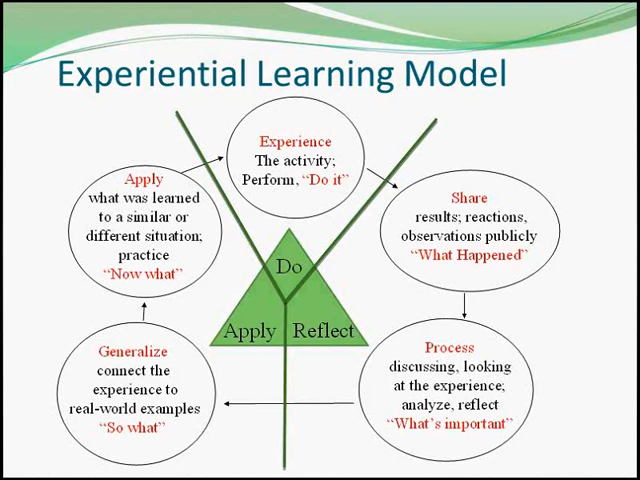 Experiential Learning Model
Experience
The activity;
Perform, “Do it”
Share
results; reactions,
observations publicly
“What Happened”
Process
discussing, looking
at the experience;
analyze, reflect
“What’s important”
Generalize
connect the
experience to
real-world examples
“So what”
Apply
what was learned
to a similar or
different situation;
practice
“Now what”
Do
Apply
Reflect